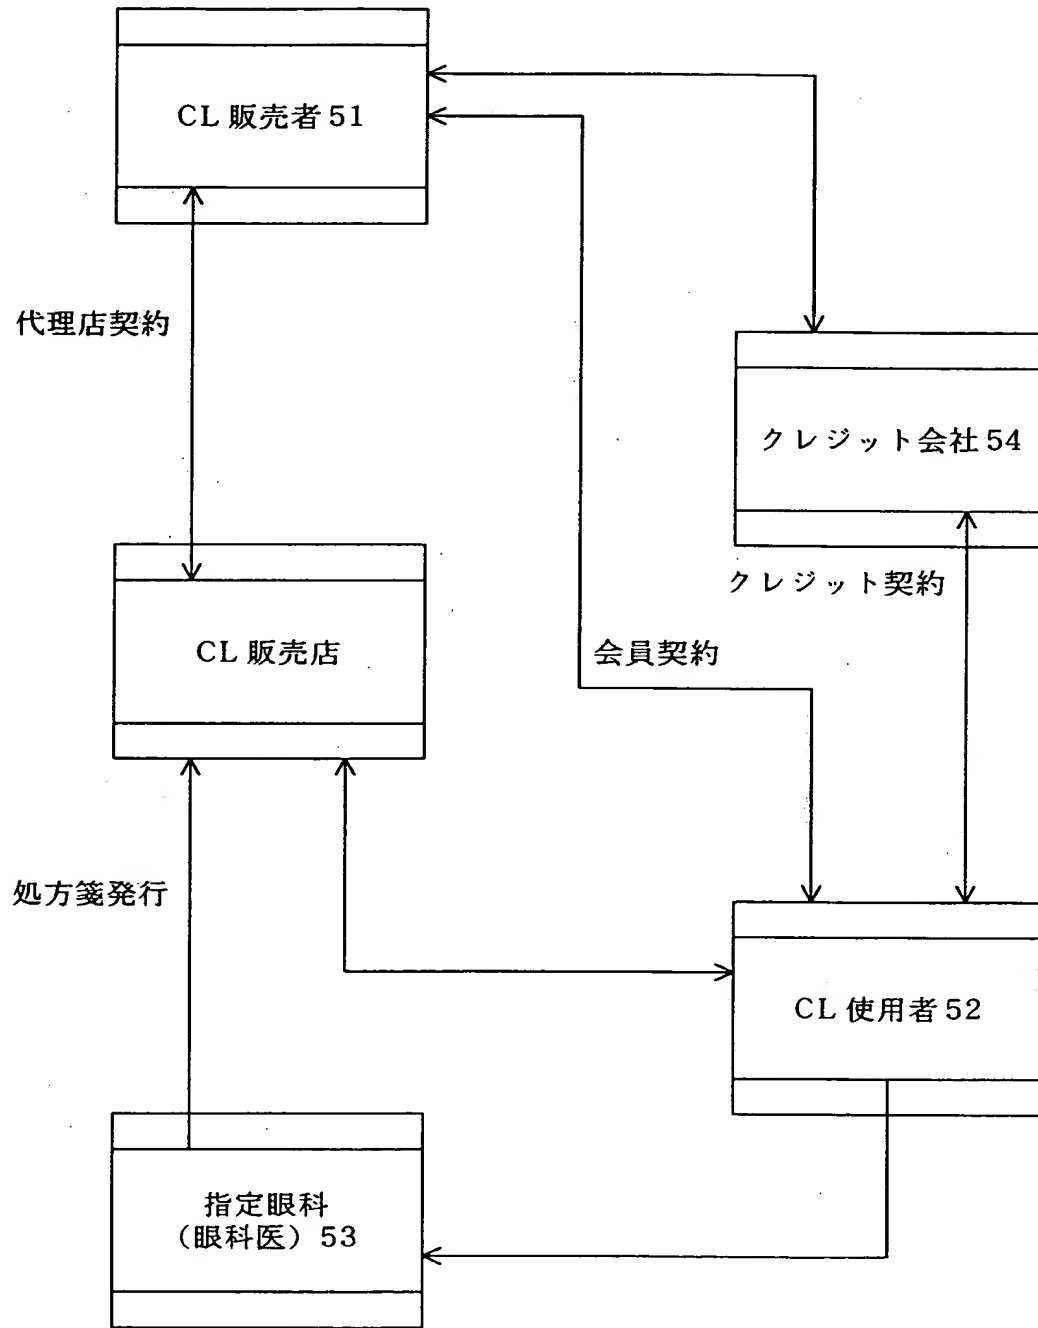 CL 販売者 51
代理店契約
クレジット会社 54
クレジット契約
CL 販売店
会員契約
処方箋発行
CL 使用者 52
指定眼科
(眼科医) 53